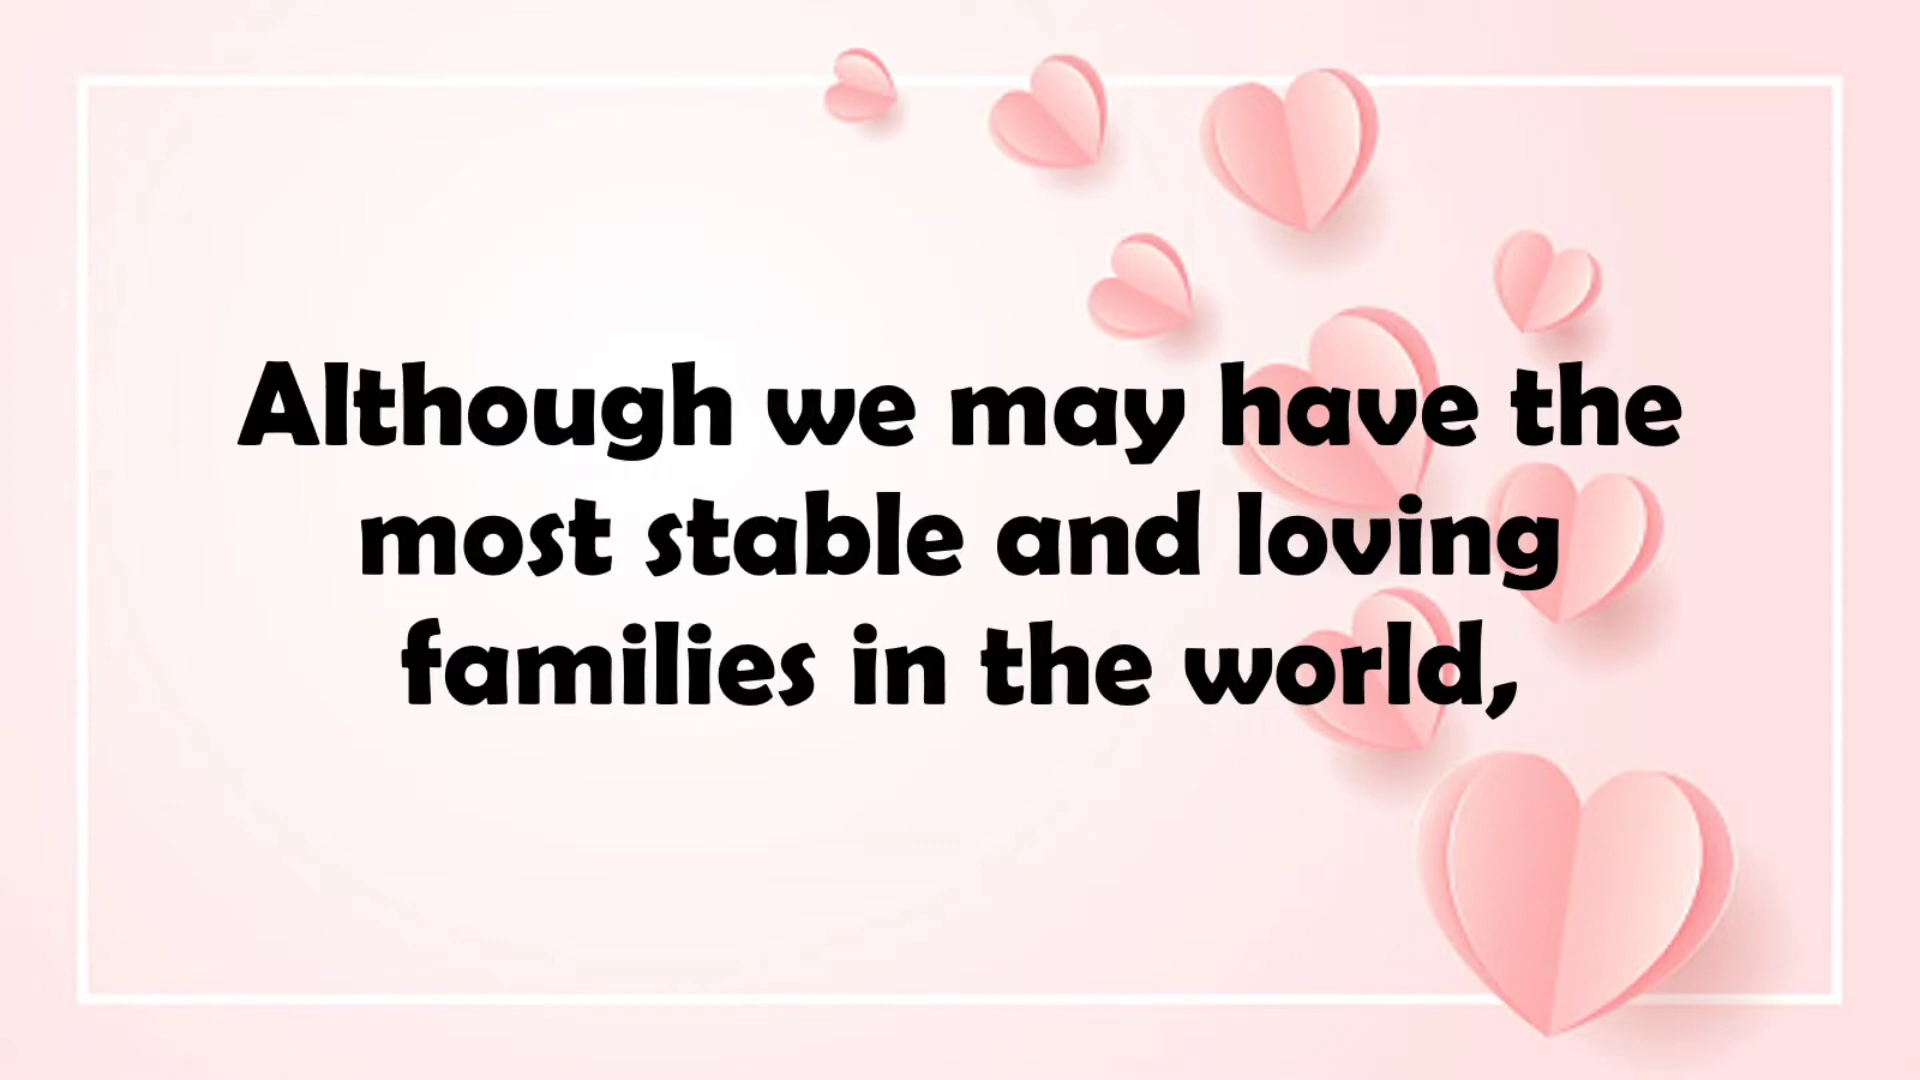 Although we may have the
most stable and loving
families in the world,